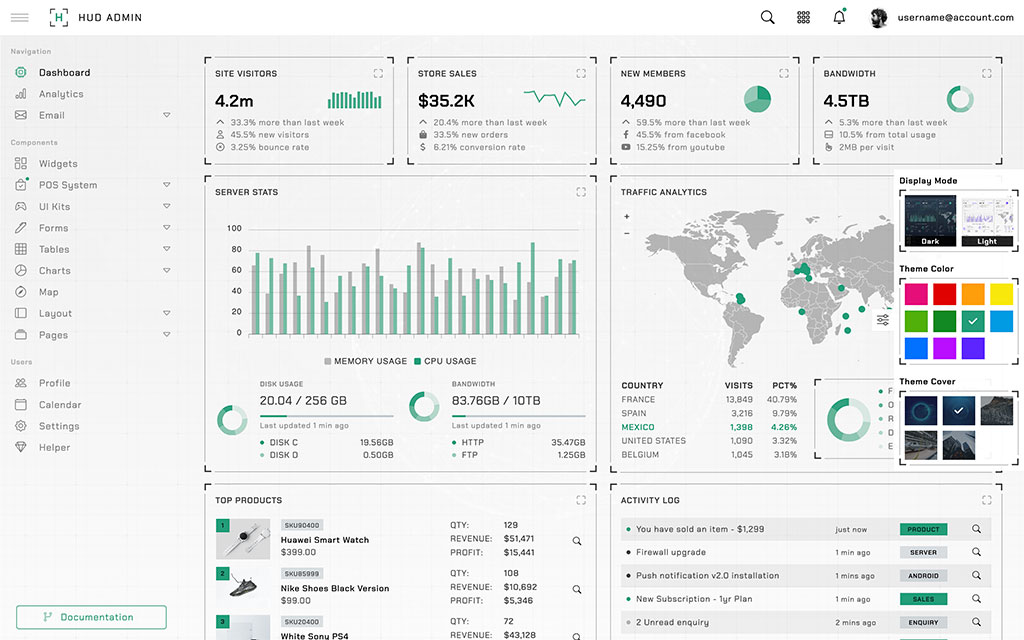 H HUD ADMIN
username@account.com
Navigation
Dashboard
Analytics
Email
Components
Widgets
POS System
UI Kits
Forms
Tables
Charts
Map
Layout
Pages
Users
Profile
Calendar
Settings
Helper
Documentation
SITE VISITORS
4.2m
33.3% more than last week
45.5% new visitors
3.25% bounce rate
STORE SALES
$35.2K
20.4% more than last week
33.5% new orders
$ 6.21% conversion rate
NEW MEMBERS
4,490
59.5% more than last week
45.5% from facebook
15.25% from youtube
BANDWIDTH
4.5TB
5.3% more than last week
10.5% from total usage
2MB per visit
SERVER STATS
100
80
60
40
20
0
MEMORY USAGE CPU USAGE
DISK USAGE
20.04 / 256 GB
Last updated 1 min ago
DISK C 19.56GB
DISK D 0.50GB
BANDWIDTH
83.76GB / 10TB
Last updated 1 min ago
HTTP 35.47GB
FTP 1.25GB
TRAFFIC ANALYTICS
+
−
COUNTRY VISITS PCT%
FRANCE 13,849 40.79%
SPAIN 3,216 9.79%
MEXICO 1,398 4.26%
UNITED STATES 1,090 3.32%
BELGIUM 1,045 3.18%
F
O
R
D
E
Display Mode
Dark Light
Theme Color
Theme Cover
TOP PRODUCTS
1 SKU90400
Huawei Smart Watch
$399.00
QTY: 129
REVENUE: $51,471
PROFIT: $15,441
2 SKU85999
Nike Shoes Black Version
$99.00
QTY: 108
REVENUE: $10,692
PROFIT: $5,346
3 SKU20400
White Sony PS4
QTY: 72
REVENUE: $43,128
ACTIVITY LOG
You have sold an item - $1,299 just now PRODUCT
Firewall upgrade 1 min ago SERVER
Push notification v2.0 installation 1 mins ago ANDROID
New Subscription - 1yr Plan 1 min ago SALES
2 Unread enquiry 2 mins ago ENQUIRY